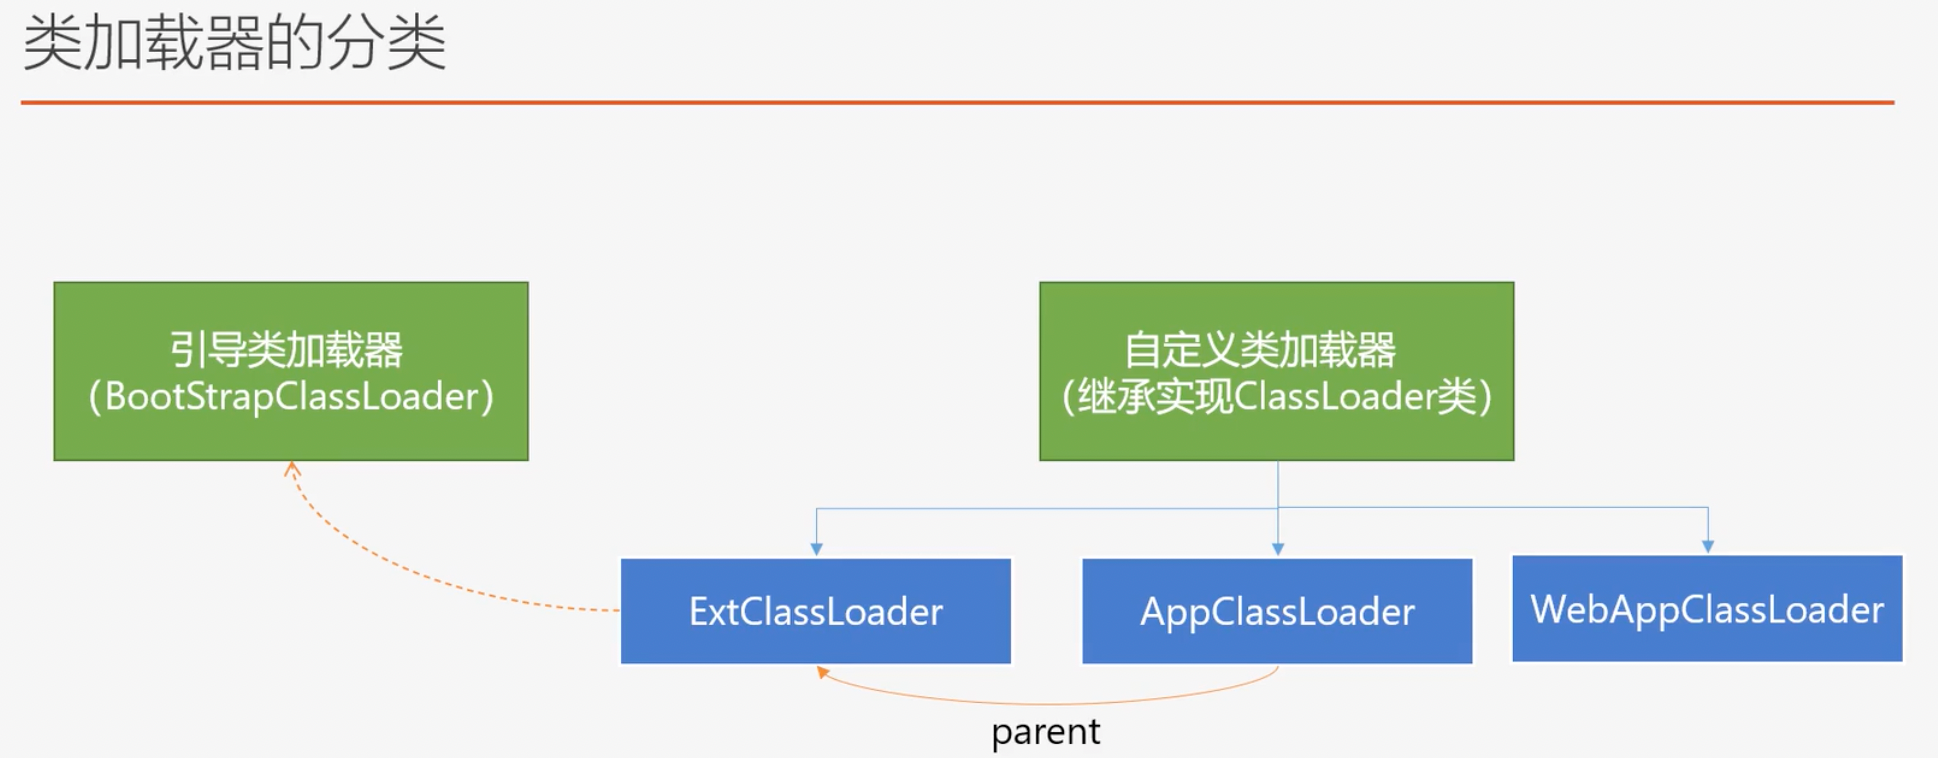 类加载器的分类
引导类加载器
（BootStrapClassLoader）
自定义类加载器
（继承实现ClassLoader类）
ExtClassLoader
AppClassLoader
WebAppClassLoader
parent